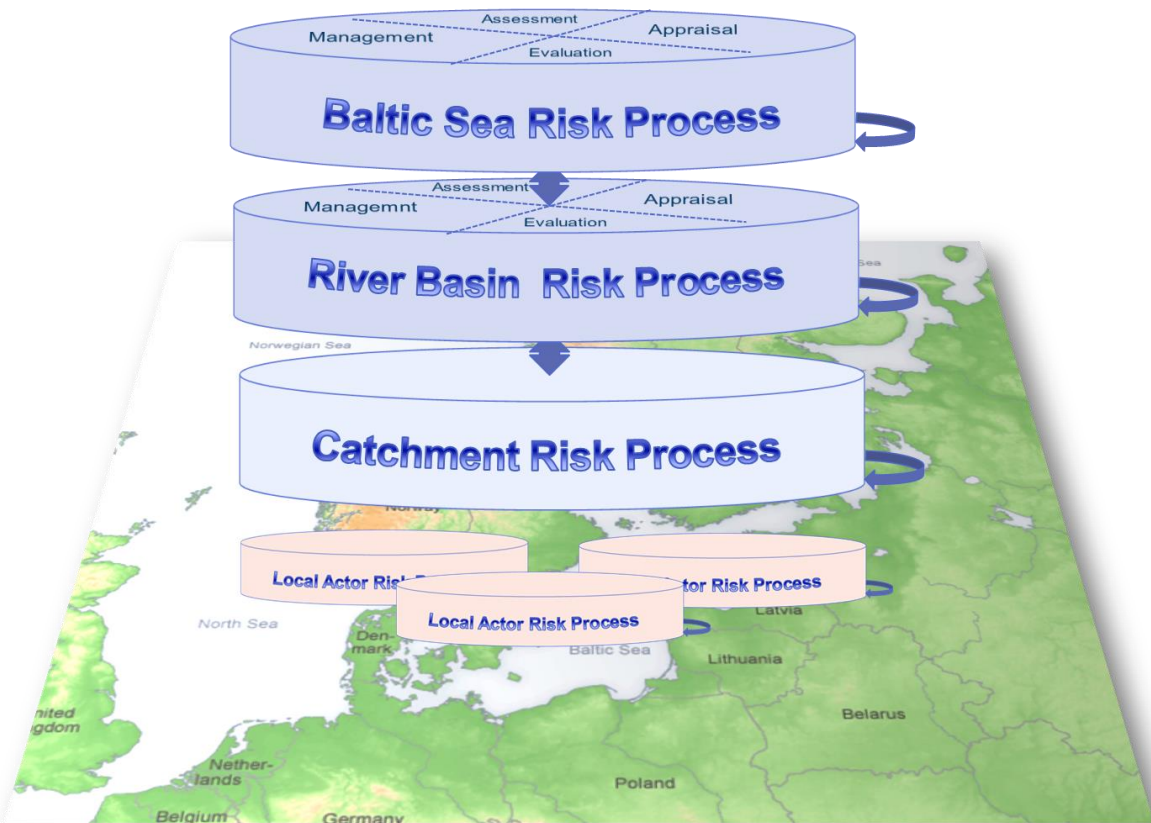 Assessment
Management
Appraisal
Evaluation
Baltic Sea Risk Process
Assessment
Managemnt
Appraisal
Evaluation
River Basin Risk Process
Sea
Norwegian Sea
Catchment Risk Process
Norway
Local Actor Ris
tor Risk Process
Local Actor Risk Process
Latvia
North Sea
Den-
mark
Baltic Sea
Lithuania
Belarus
nited
gdom
Nether-
lands
Poland
Belgium
Germany